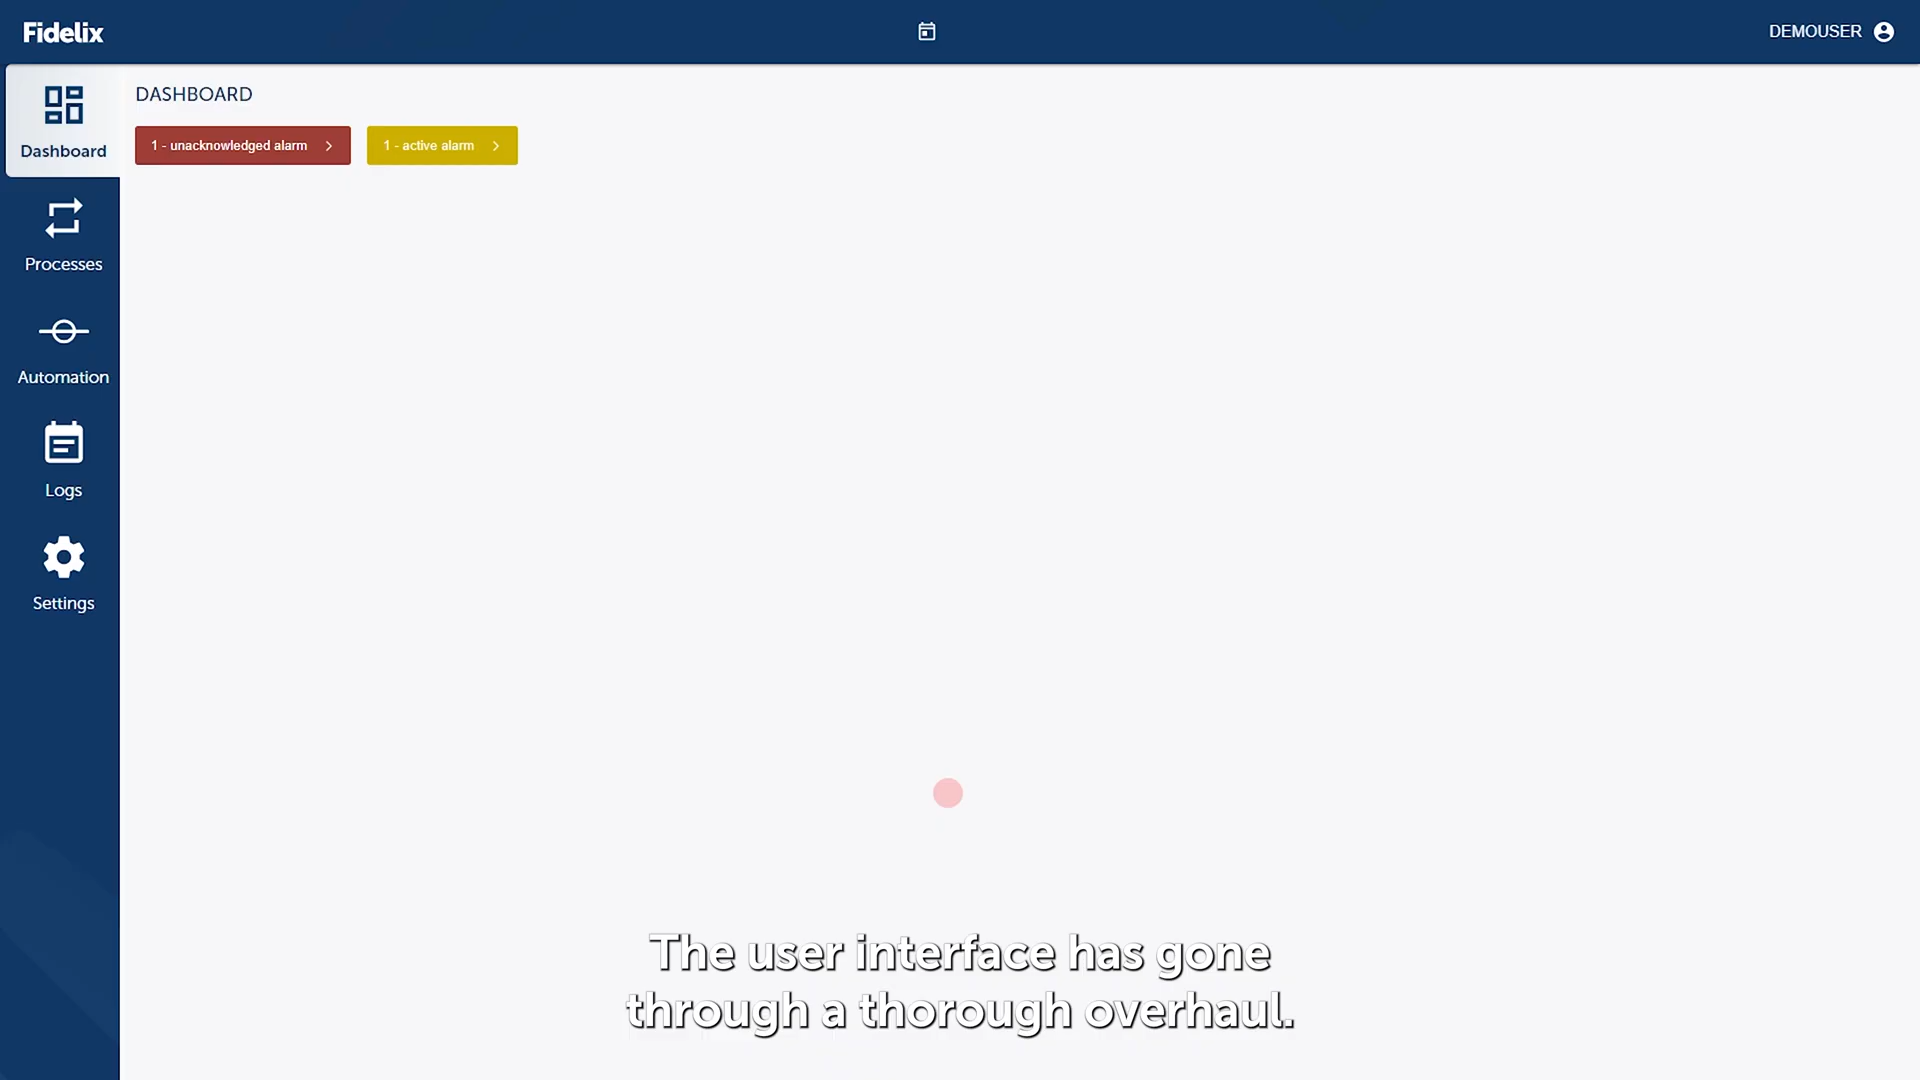 Fidelix
DEMOUSER
Dashboard
Processes
Automation
Logs
Settings
DASHBOARD
1 - unacknowledged alarm
1 - active alarm
The user interface has gone
through a thorough overhaul.